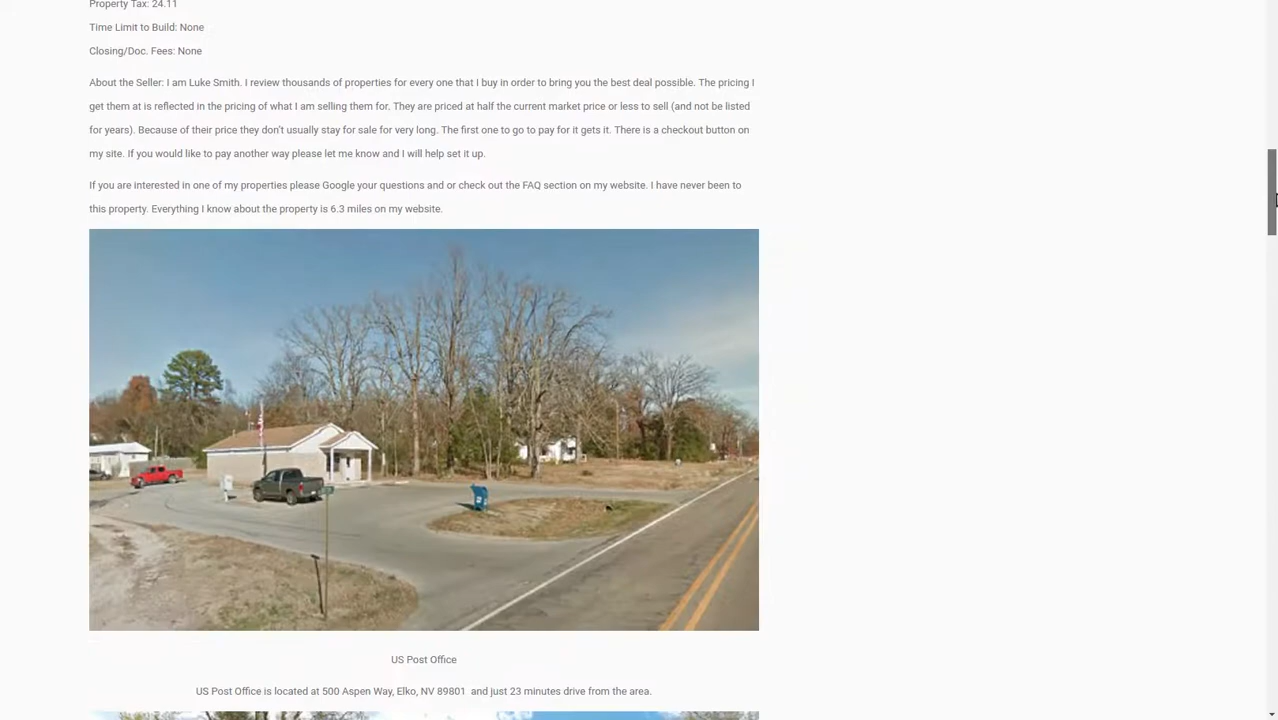 Property Tax: 24.11
Time Limit to Build: None
Closing/Doc. Fees: None
About the Seller: I am Luke Smith. I review thousands of properties for every one that I buy in order to bring you the best deal possible. The pricing I
get them at is reflected in the pricing of what I am selling them for. They are priced at half the current market price or less to sell (and not be listed
for years). Because of their price they don't usually stay for sale for very long. The first one to go to pay for it gets it. There is a checkout button on
my site. If you would like to pay another way please let me know and I will help set it up.
If you are interested in one of my properties please Google your questions and or check out the FAQ section on my website. I have never been to
this property. Everything I know about the property is 6.3 miles on my website.
US Post Office
US Post Office is located at 500 Aspen Way, Elko, NV 89801  and just 23 minutes drive from the area.